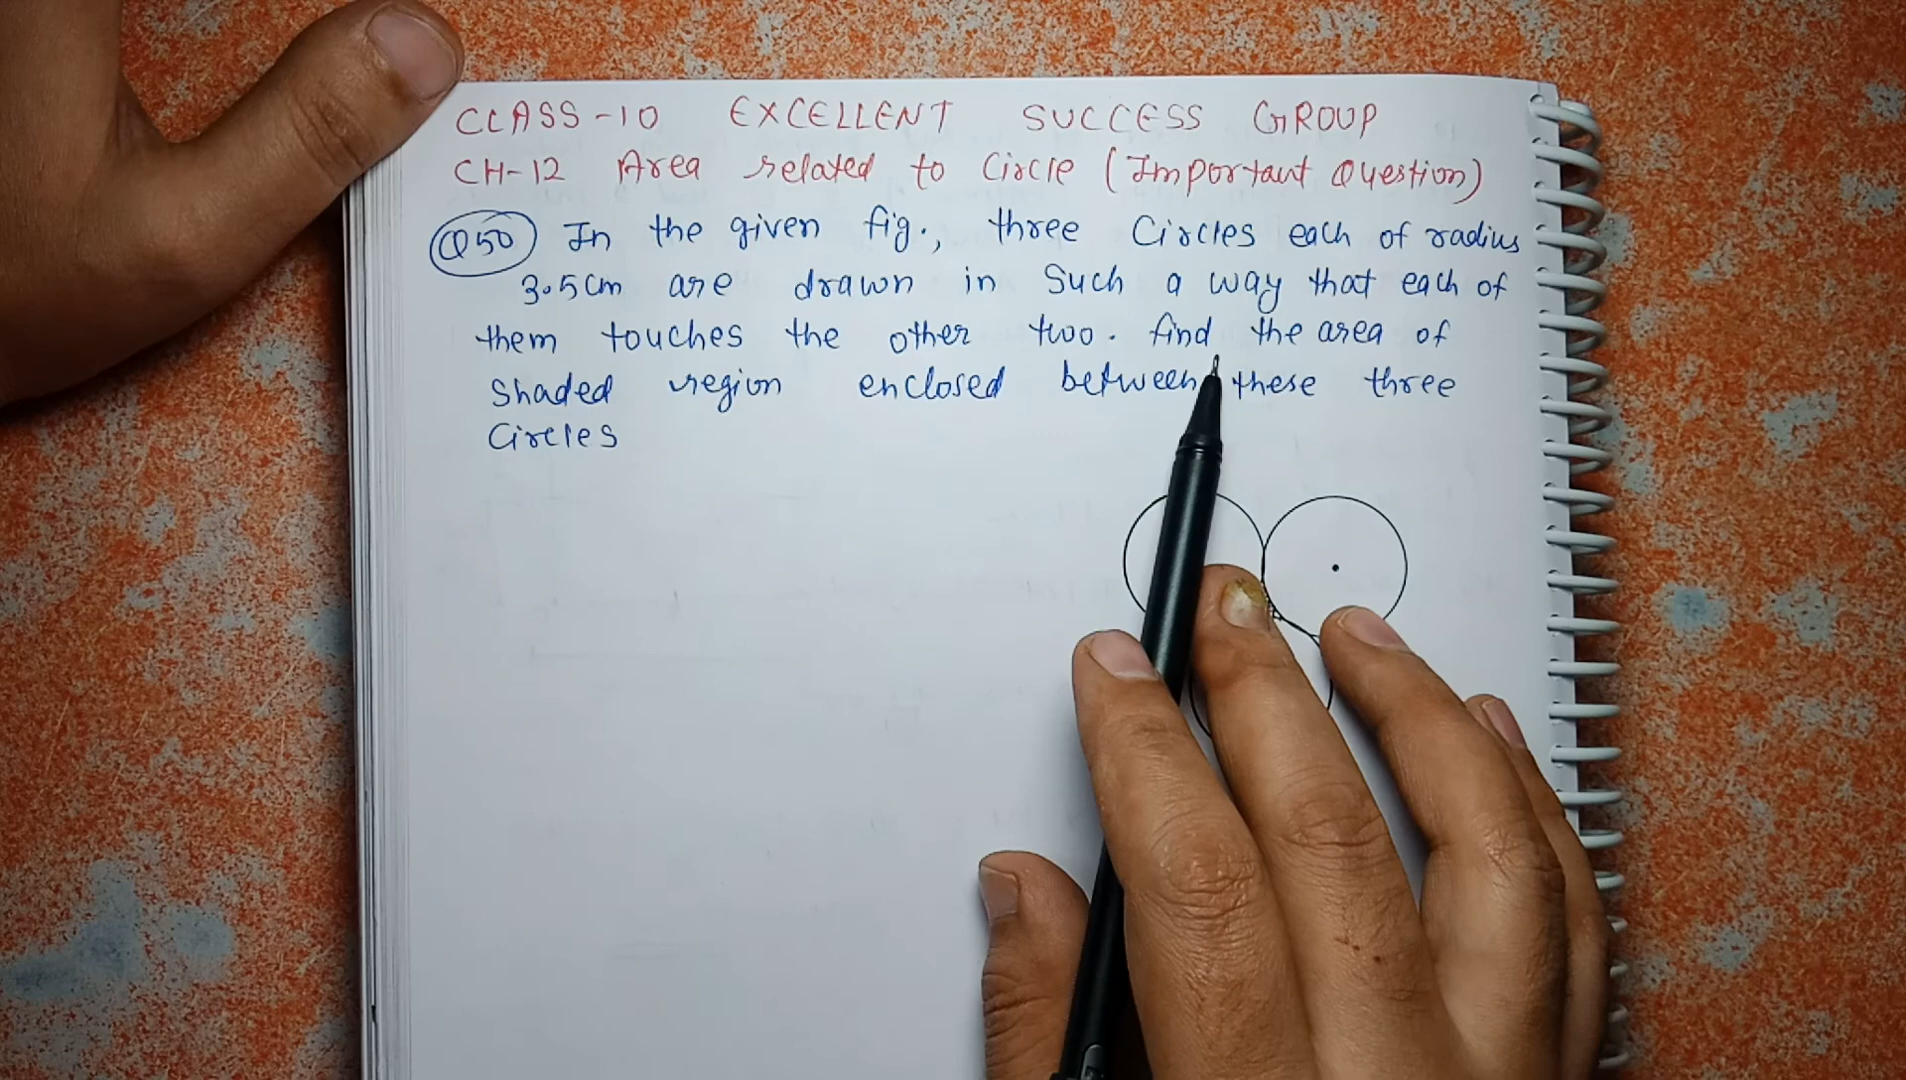 CLASS-10 EXCELLENT SUCCESS GROUP
CH-12 Area related to Circle (Important Question)
Q50 In the given fig., three Circles each of radius
3.5cm are drawn in Such a way that each of
them touches the other two. find the area of
Shaded region enclosed between these three
Circles